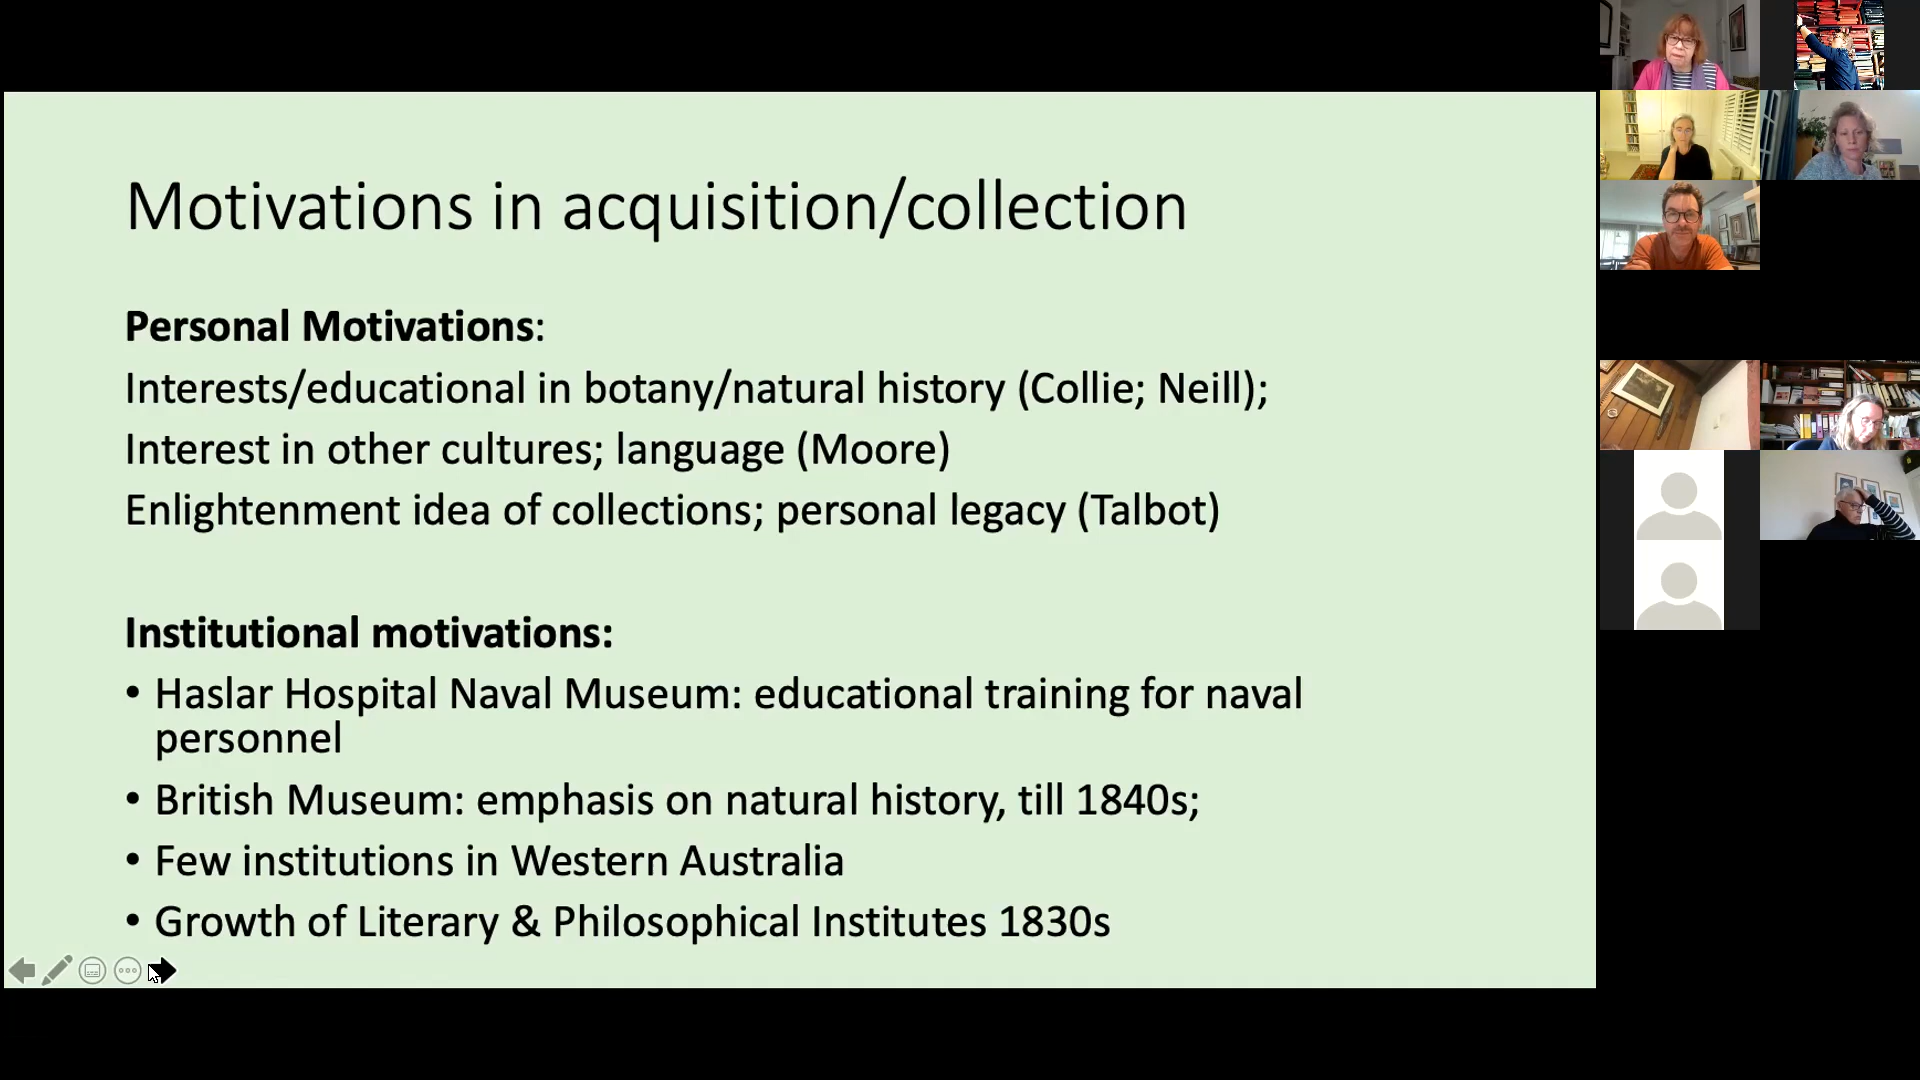 Motivations in acquisition/collection
Personal Motivations:
Interests/educational in botany/natural history (Collie; Neill);
Interest in other cultures; language (Moore)
Enlightenment idea of collections; personal legacy (Talbot)
Institutional motivations:
• Haslar Hospital Naval Museum: educational training for naval
personnel
• British Museum: emphasis on natural history, till 1840s;
• Few institutions in Western Australia
• Growth of Literary & Philosophical Institutes 1830s